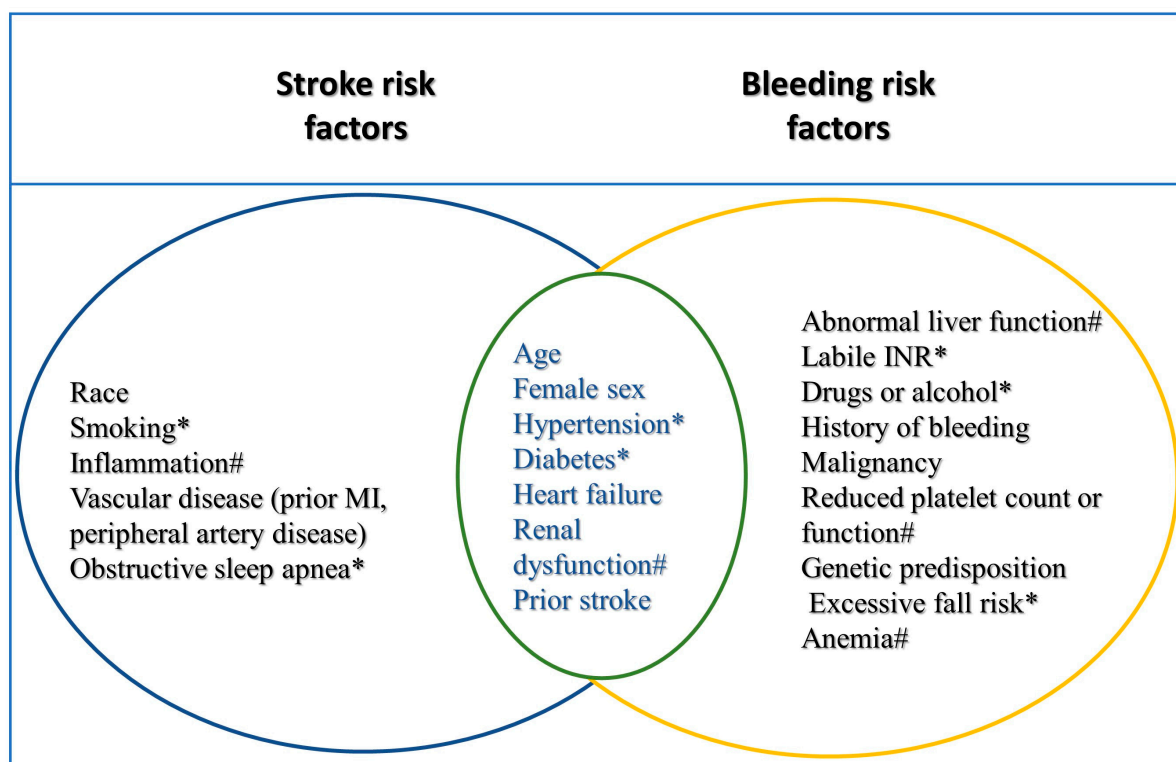 Stroke risk
factors
Bleeding risk
factors
Race
Smoking*
Inflammation#
Vascular disease (prior MI,
peripheral artery disease)
Obstructive sleep apnea*
Age
Female sex
Hypertension*
Diabetes*
Heart failure
Renal
dysfunction#
Prior stroke
Abnormal liver function#
Labile INR*
Drugs or alcohol*
History of bleeding
Malignancy
Reduced platelet count or
function#
Genetic predisposition
Excessive fall risk*
Anemia#